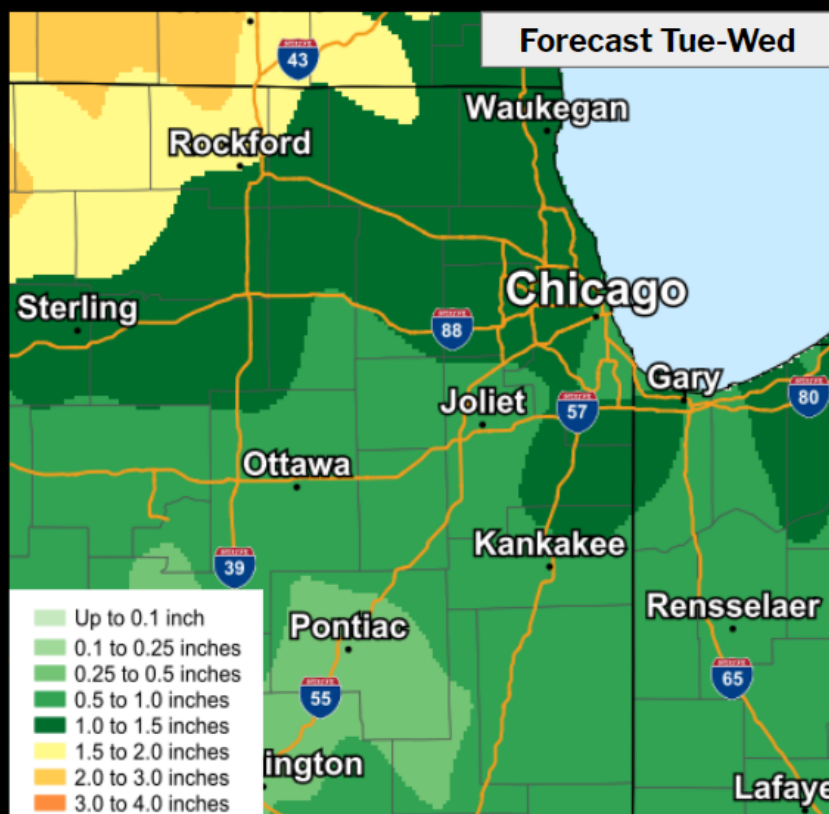 Forecast Tue-Wed
43
Waukegan
Rockford
Chicago
Sterling
88
Gary
80
Joliet
57
Ottawa
Kankakee
39
Rensselaer
Pontiac
65
55
ington
Lafaye
Up to 0.1 inch
0.1 to 0.25 inches
0.25 to 0.5 inches
0.5 to 1.0 inches
1.0 to 1.5 inches
1.5 to 2.0 inches
2.0 to 3.0 inches
3.0 to 4.0 inches